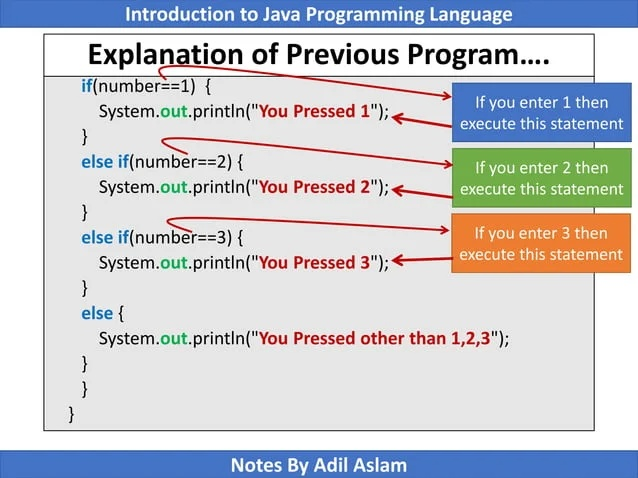 Introduction to Java Programming Language
Explanation of Previous Program....
if(number==1) {
System.out.println("You Pressed 1");
}
else if(number==2) {
System.out.println("You Pressed 2");
}
else if(number==3) {
System.out.println("You Pressed 3");
}
else {
System.out.println("You Pressed other than 1,2,3");
}
}
}
If you enter 1 then
execute this statement
If you enter 2 then
execute this statement
If you enter 3 then
execute this statement
Notes By Adil Aslam